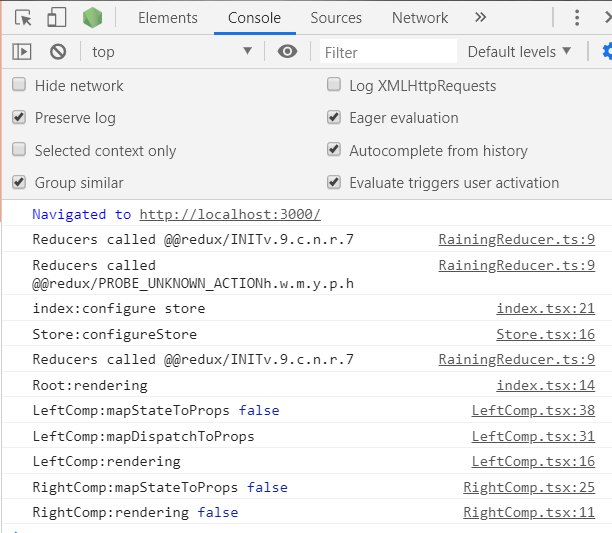 Elements Console Sources Network »
top Filter Default levels
Hide network Log XMLHttpRequests
Preserve log Eager evaluation
Selected context only Autocomplete from history
Group similar Evaluate triggers user activation
Navigated to http://localhost:3000/
Reducers called @@redux/INITv.9.c.n.r.7 RainingReducer.ts:9
Reducers called RainingReducer.ts:9
@@redux/PROBE_UNKNOWN_ACTIONh.w.m.y.p.h
index:configure store index.tsx:21
Store:configureStore Store.tsx:16
Reducers called @@redux/INITv.9.c.n.r.7 RainingReducer.ts:9
Root:rendering index.tsx:14
LeftComp:mapStateToProps false LeftComp.tsx:38
LeftComp:mapDispatchToProps LeftComp.tsx:31
LeftComp:rendering LeftComp.tsx:16
RightComp:mapStateToProps false RightComp.tsx:25
RightComp:rendering false RightComp.tsx:11